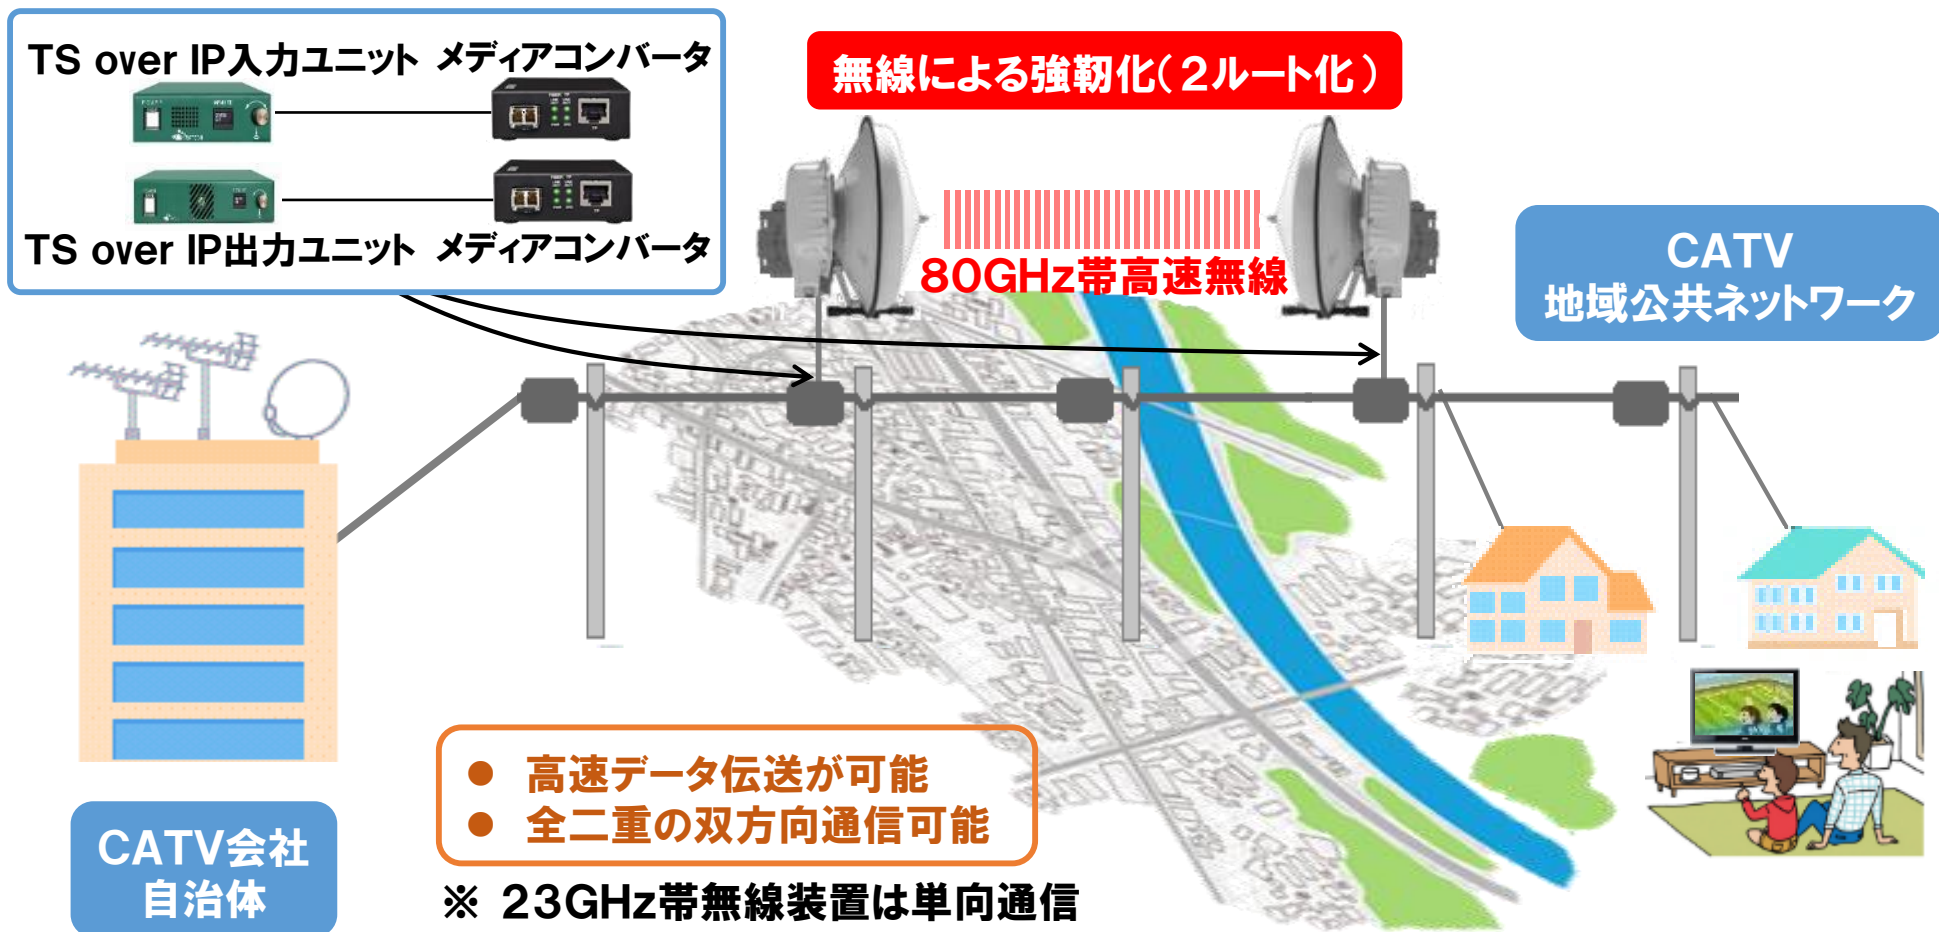 TS over IP入力ユニット メディアコンバータ
TS over IP出力ユニット メディアコンバータ
無線による強靭化(2ルート化)
80GHz帯高速無線
CATV
地域公共ネットワーク
CATV会社
自治体
● 高速データ伝送が可能
● 全二重の双方向通信可能
※ 23GHz帯無線装置は単向通信